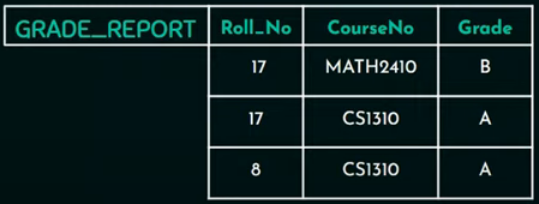 GRADE_REPORT Roll_No CourseNo Grade
17 MATH2410 B
17 CS1310 A
8 CS1310 A